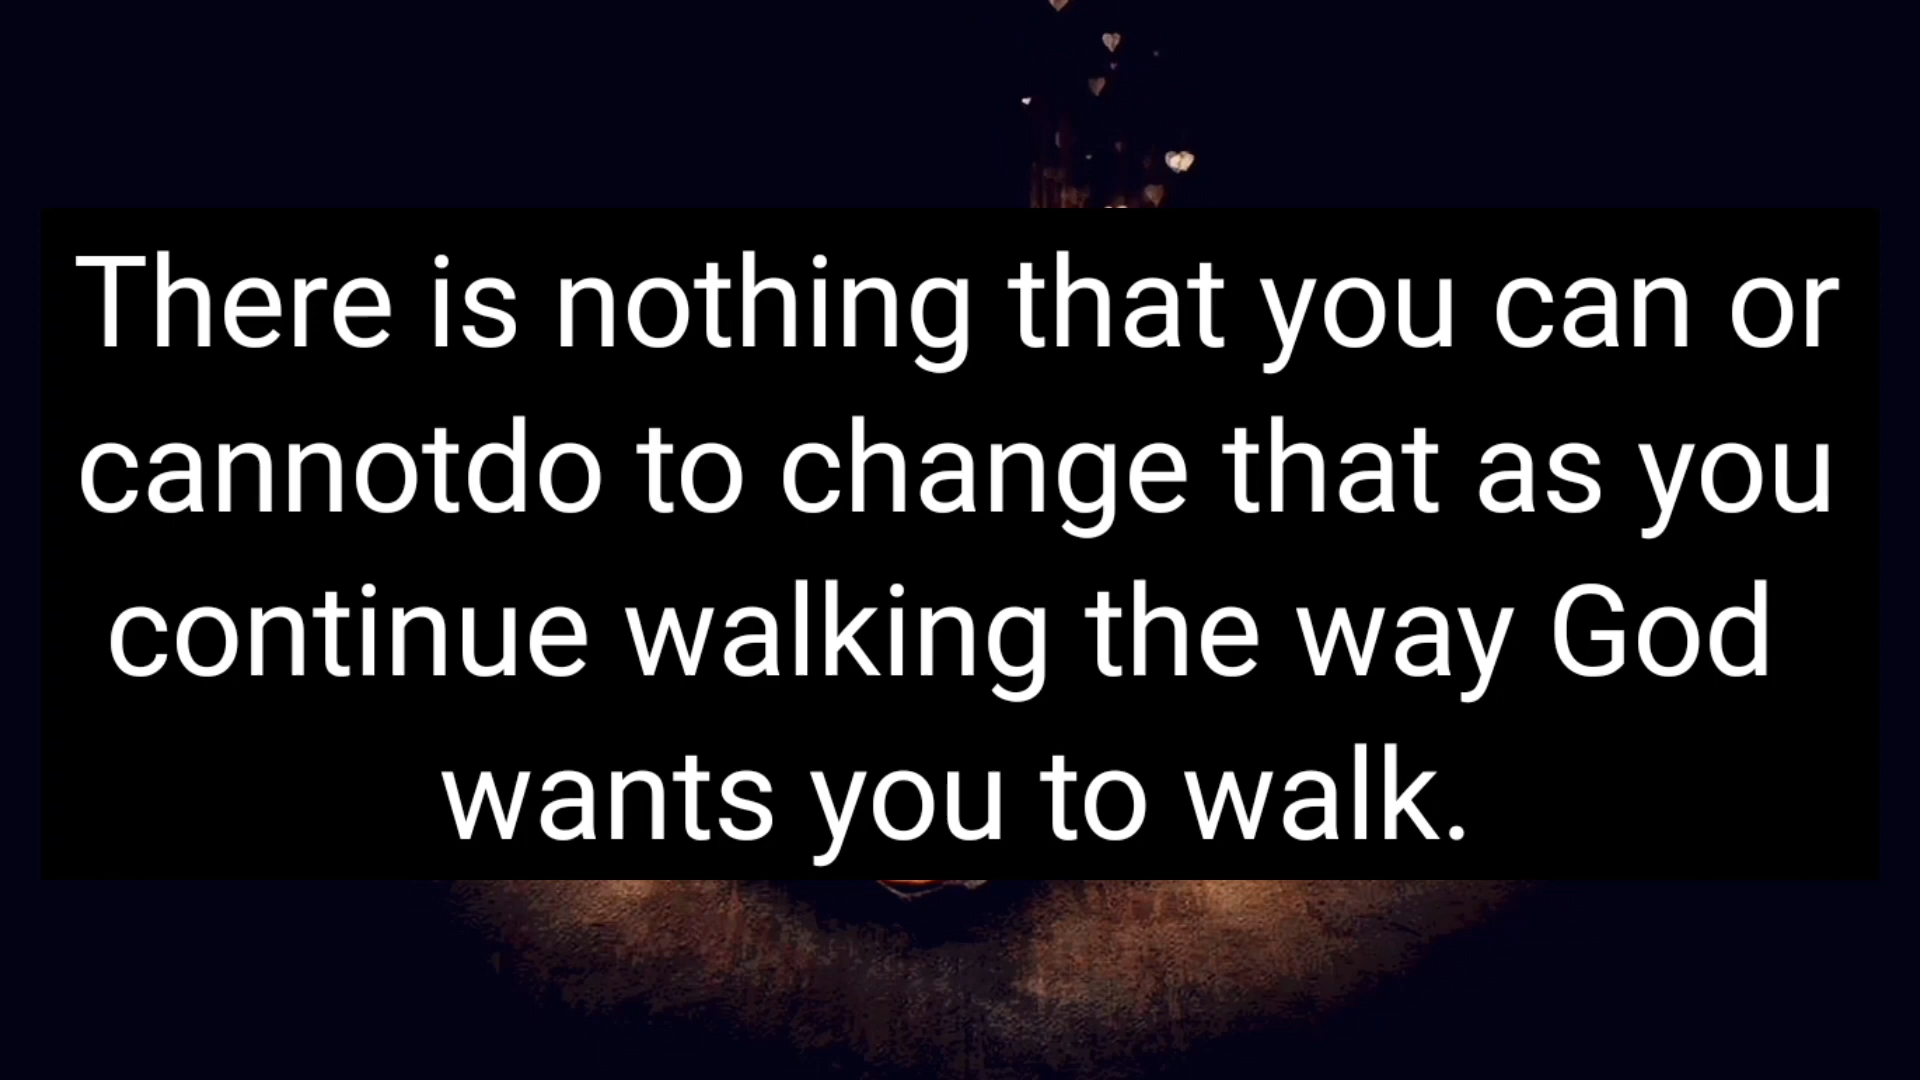 There is nothing that you can or
cannotdo to change that as you
continue walking the way God
wants you to walk.